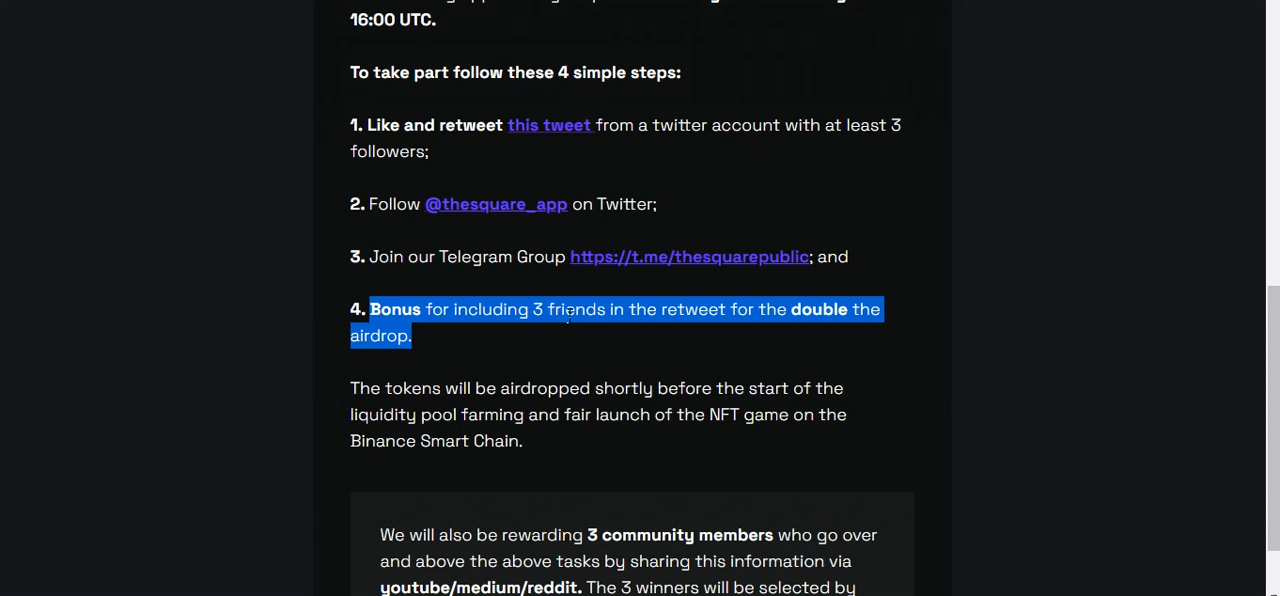 16:00 UTC.
To take part follow these 4 simple steps:
1. Like and retweet this tweet from a twitter account with at least 3
followers;
2. Follow @thesquare_app on Twitter;
3. Join our Telegram Group https://t.me/thesquarepublic; and
4. Bonus for including 3 friends in the retweet for the double the
airdrop.
The tokens will be airdropped shortly before the start of the
liquidity pool farming and fair launch of the NFT game on the
Binance Smart Chain.
We will also be rewarding 3 community members who go over
and above the above tasks by sharing this information via
youtube/medium/reddit. The 3 winners will be selected by